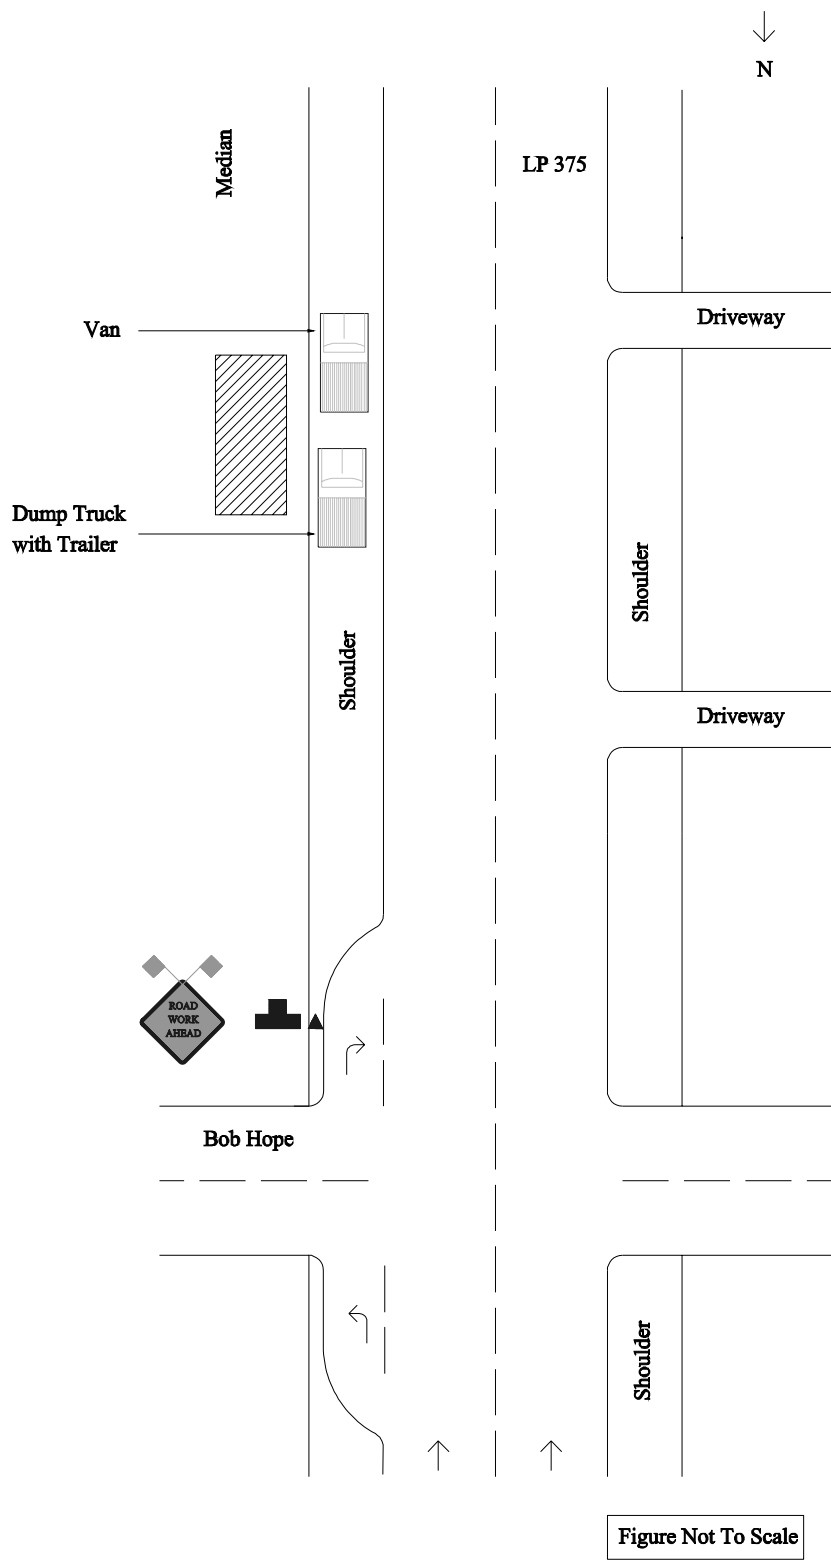 N
Median
LP 375
Driveway
Van
Dump Truck
with Trailer
Shoulder
Shoulder
Driveway
ROAD
WORK
AHEAD
Bob Hope
Shoulder
Figure Not To Scale